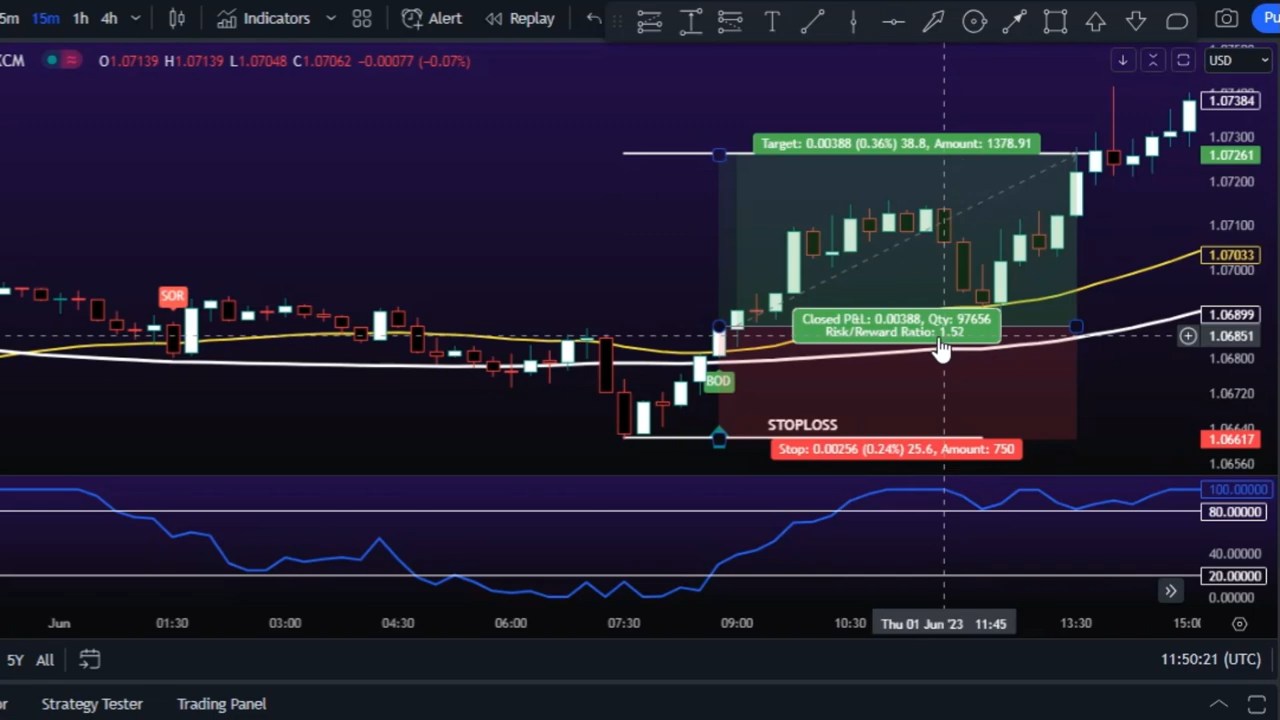 5m 15m 1h 4h Indicators Alert Replay Pu
XCM O1.07139 H1.07139 L1.07048 C1.07062 -0.00077 (-0.07%) USD
1.07384
Target: 0.00388 (0.36%) 38.8, Amount: 1378.91
1.07300
1.07261
1.07200
1.07100
1.07033
1.07000
SOR
1.06899
Closed P&L: 0.00388, Qty: 97656
Risk/Reward Ratio: 1.52
1.06851
1.06800
BOD
1.06720
STOPLOSS
1.06640
1.06617
Stop: 0.00256 (0.24%) 25.6, Amount: 750
1.06560
100.00000
80.00000
40.00000
20.00000
0.00000
Jun 01:30 03:00 04:30 06:00 07:30 09:00 10:30 Thu 01 Jun '23 11:45 13:30 15:00
5Y All 11:50:21 (UTC)
or Strategy Tester Trading Panel